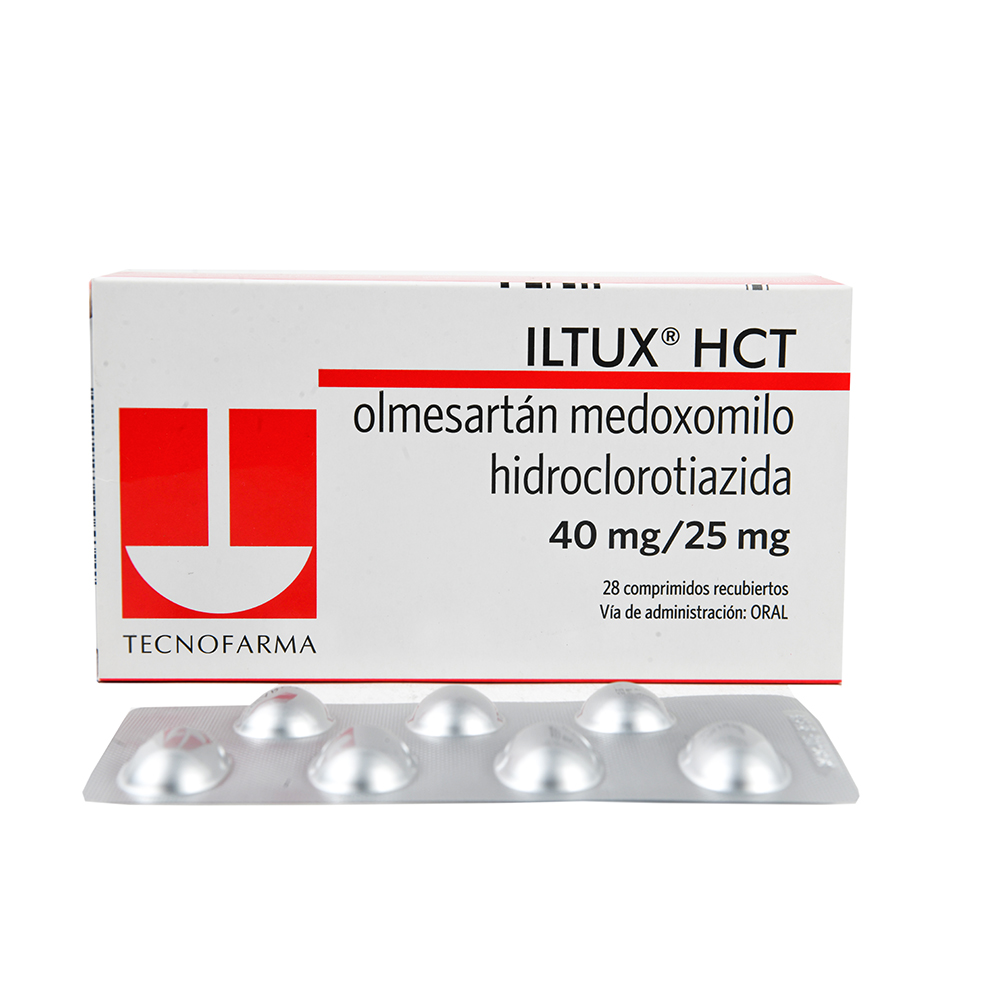 ILTUX® HCT
olmesartán medoxomilo
hidroclorotiazida
40 mg/25 mg
28 comprimidos recubiertos
Vía de administración: ORAL
TECNOFARMA